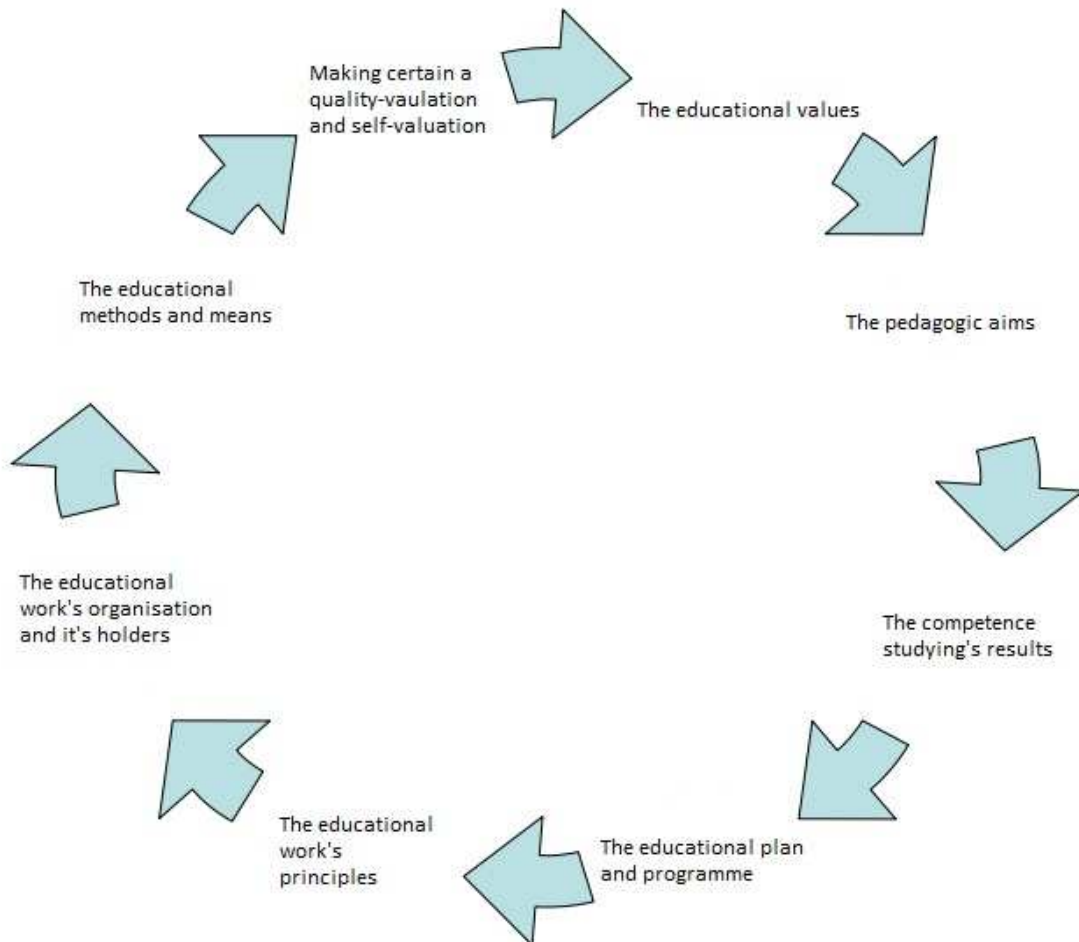 Making certain a
quality-vaulation
and self-valuation
The educational values
The pedagogic aims
The competence
studying's results
The educational plan
and programme
The educational
work's
principles
The educational
work's organisation
and it's holders
The educational
methods and means